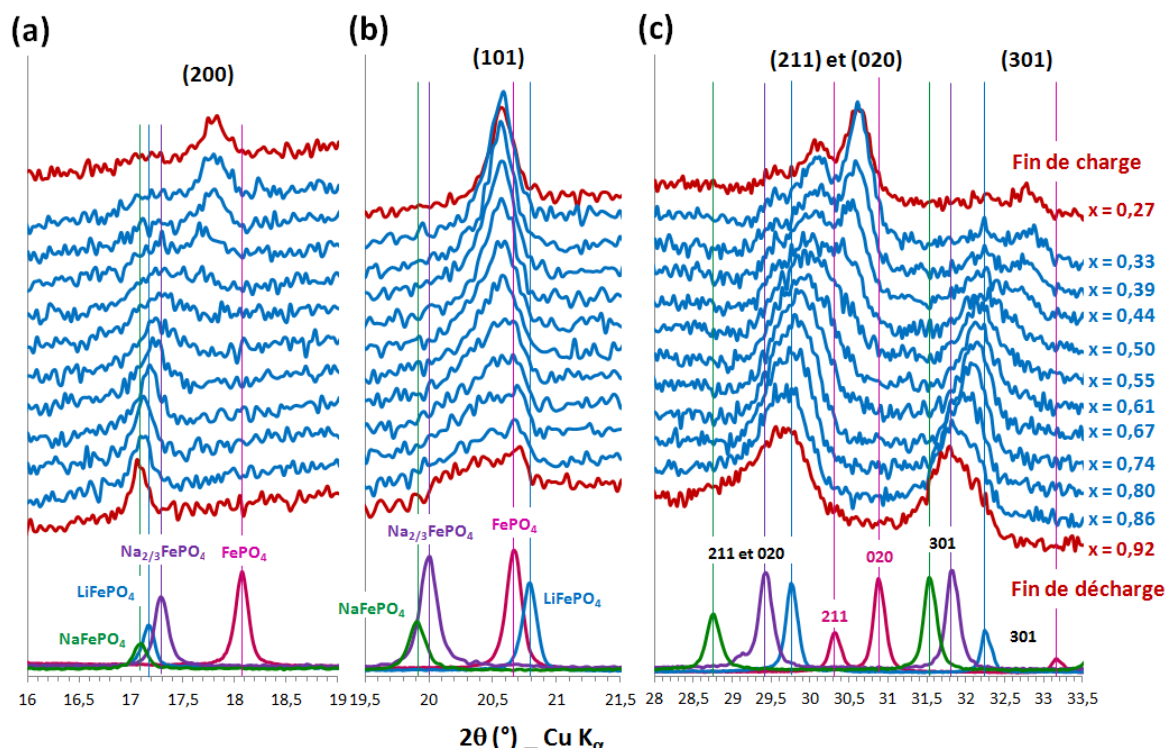 (a)
(200)
(b)
(101)
(c)
(211) et (020)
(301)
Fin de charge
x = 0,27
x = 0,33
x = 0,39
x = 0,44
x = 0,50
x = 0,55
x = 0,61
x = 0,67
x = 0,74
x = 0,80
x = 0,86
x = 0,92
Fin de décharge
Na2/3FePO4
FePO4
LiFePO4
NaFePO4
Na2/3FePO4
FePO4
LiFePO4
NaFePO4
211 et 020
211
020
301
301
16 17 17,5 18 19
19,5 20 20,5 21 21,5
28 28,5 29 29,5 30 30,5 31 31,5 32 32,5 33 33,5
2θ (°) _ Cu Kα